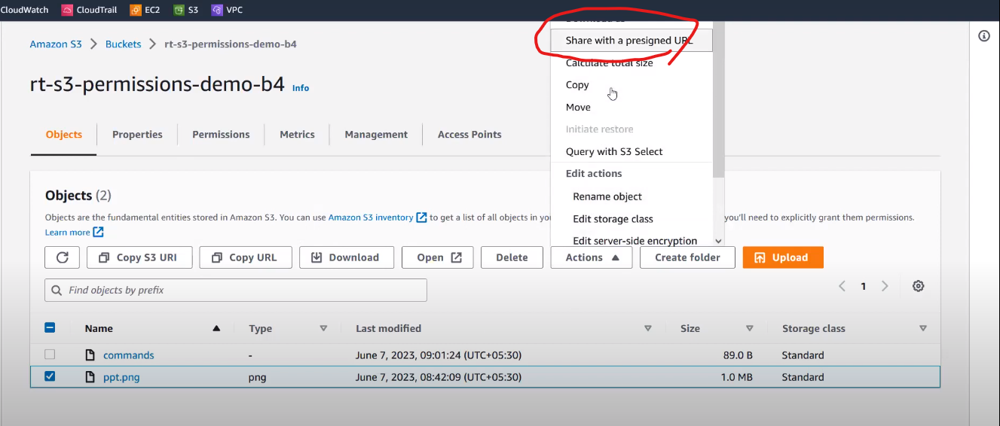 CloudWatch CloudTrail EC2 S3 VPC
Amazon S3 > Buckets > rt-s3-permissions-demo-b4
rt-s3-permissions-demo-b4 Info
Share with a presigned URL
Calculate total size
Copy
Move
Initiate restore
Query with S3 Select
Edit actions
Rename object
Edit storage class
Edit server-side encryption
Objects Properties Permissions Metrics Management Access Points
Objects (2)
Objects are the fundamental entities stored in Amazon S3. You can use Amazon S3 inventory to get a list of all objects in you you'll need to explicitly grant them permissions.
Learn more
Copy S3 URI Copy URL Download Open Delete Actions Create folder Upload
Find objects by prefix
1
Name Type Last modified Size Storage class
commands - June 7, 2023, 09:01:24 (UTC+05:30) 89.0 B Standard
ppt.png png June 7, 2023, 08:42:09 (UTC+05:30) 1.0 MB Standard